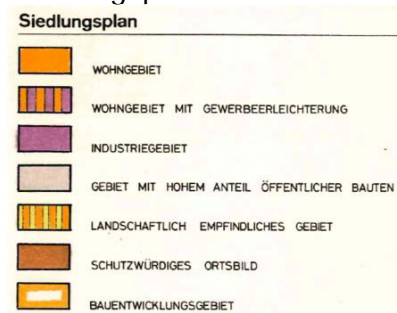 Siedlungsplan
WOHNGEBIET
WOHNGEBIET MIT GEWERBEERLEICHTERUNG
INDUSTRIEGEBIET
GEBIET MIT HOHEM ANTEIL ÖFFENTLICHER BAUTEN
LANDSCHAFTLICH EMPFINDLICHES GEBIET
SCHUTZWÜRDIGES ORTSBILD
BAUENTWICKLUNGSGEBIET